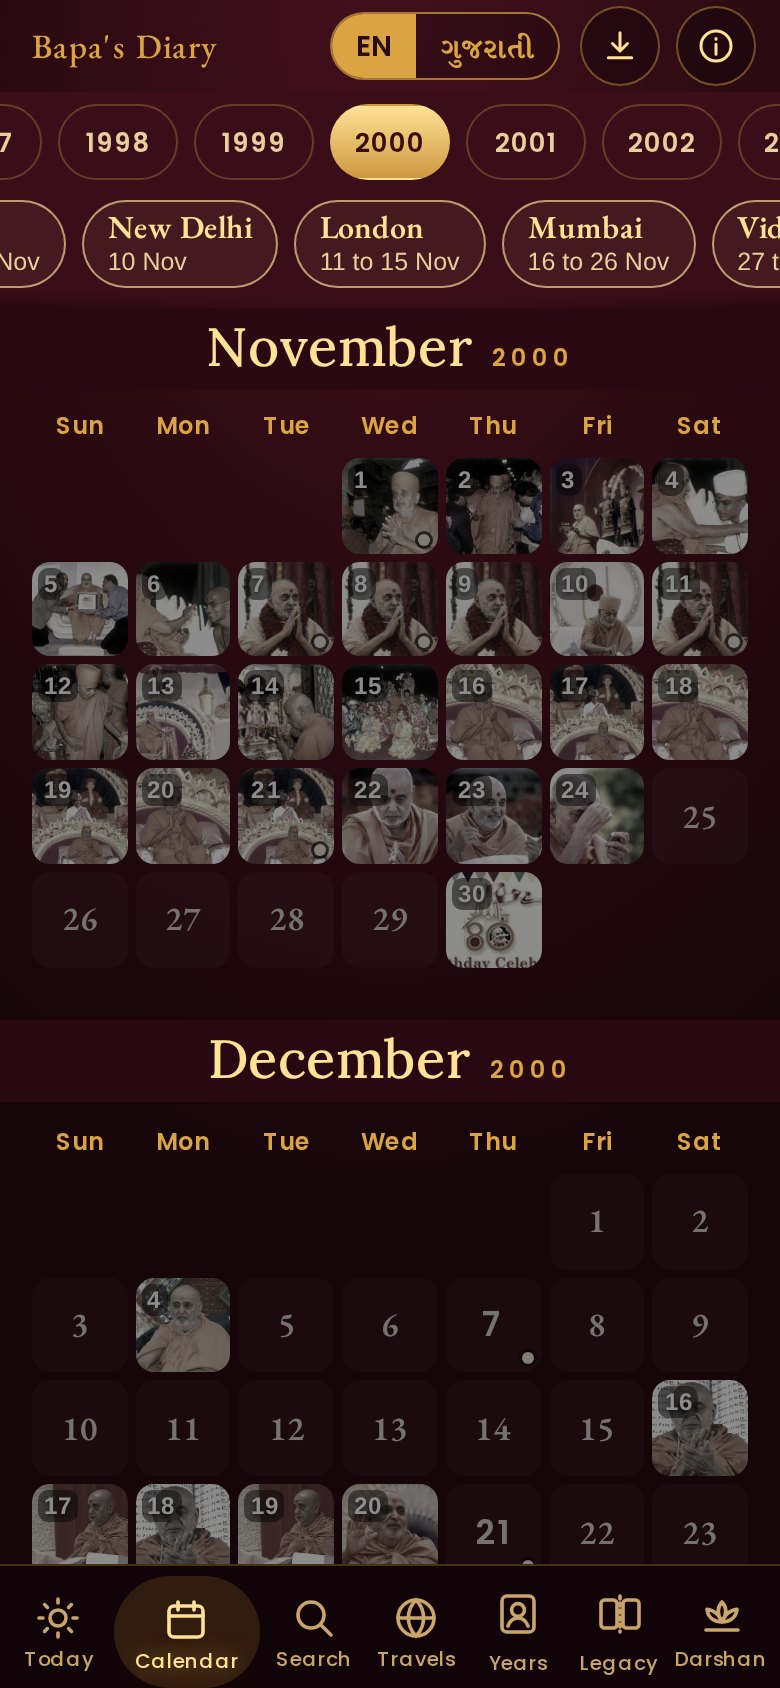 Bapa's Diary EN ગુજરાતી
7 1998 1999 2000 2001 2002 2
New Delhi London Mumbai Vid
Nov 10 Nov 11 to 15 Nov 16 to 26 Nov 27 t
November 2000
Sun Mon Tue Wed Thu Fri Sat
1 2 3 4
5 6 7 8 9 10 11
12 13 14 15 16 17 18
19 20 21 22 23 24 25
26 27 28 29 30
80
hday Celeb
December 2000
Sun Mon Tue Wed Thu Fri Sat
1 2
3 4 5 6 7 8 9
10 11 12 13 14 15 16
17 18 19 20 21 22 23
Today Calendar Search Travels Years Legacy Darshan